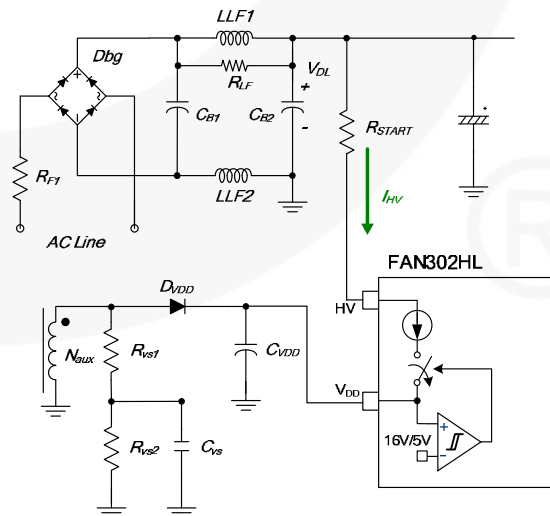 LLF1
Dbg
RLF
VDL
+
-
CB1
CB2
RSTART
RF1
LLF2
IHV
AC Line
FAN302HL
HV
DVDD
Naux
Rvs1
CVDD
VDD
16V/5V
Rvs2
Cvs
®